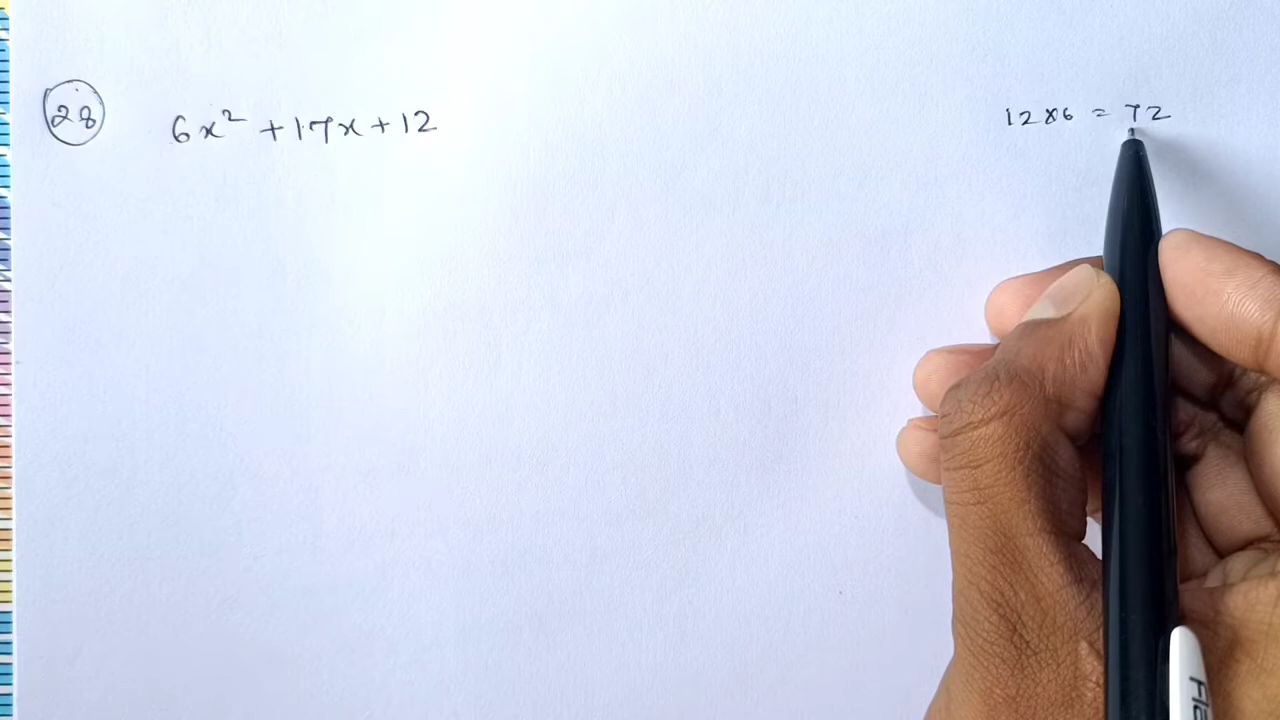 28 6x² +17x+12
12×6 = 72